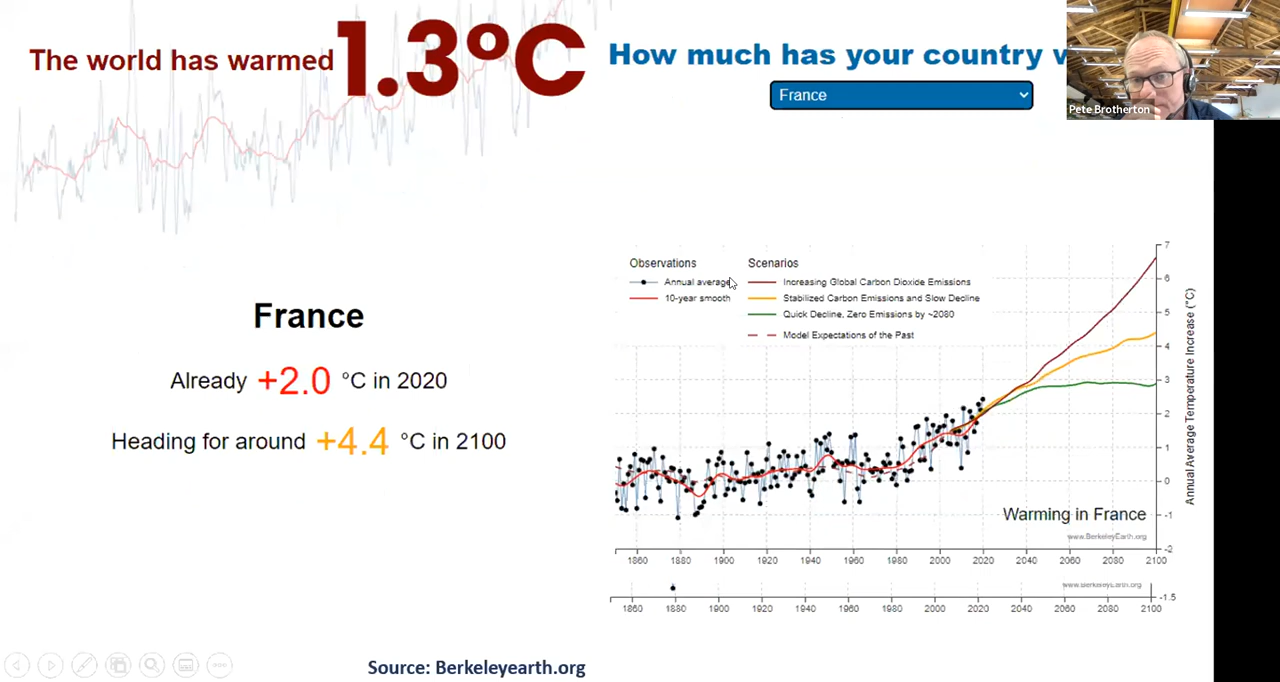 The world has warmed 1.3°C
How much has your country
France
Pete Brotherton
France
Already +2.0 °C in 2020
Heading for around +4.4 °C in 2100
Observations
Annual average
10-year smooth
Scenarios
Increasing Global Carbon Dioxide Emissions
Stabilized Carbon Emissions and Slow Decline
Quick Decline, Zero Emissions by ~2080
Model Expectations of the Past
7
6
5
4
3
2
1
0
-1
-2
Annual Average Temperature Increase (°C)
Warming in France
www.BerkeleyEarth.org
1860 1880 1900 1920 1940 1960 1980 2000 2020 2040 2060 2080 2100
www.BerkeleyEarth.org
-1.5
1860 1880 1900 1920 1940 1960 1980 2000 2020 2040 2060 2080 2100
Source: Berkeleyearth.org